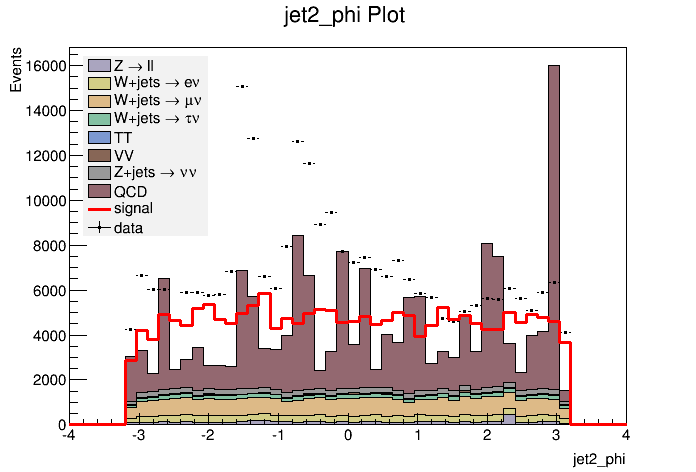 jet2_phi Plot
Events
16000
14000
12000
10000
8000
6000
4000
2000
0
Z → ll
W+jets → eν
W+jets → μν
W+jets → τν
TT
VV
Z+jets → νν
QCD
signal
data
-4 -3 -2 -1 0 1 2 3 4
jet2_phi